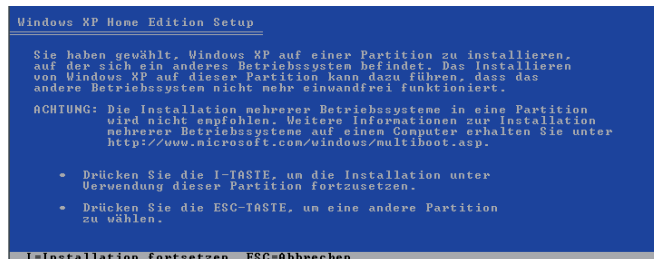 Windows XP Home Edition Setup
Sie haben gewählt, Windows XP auf einer Partition zu installieren,
auf der sich ein anderes Betriebssystem befindet. Das Installieren
von Windows XP auf dieser Partition kann dazu führen, dass das
andere Betriebssystem nicht mehr einwandfrei funktioniert.
ACHTUNG: Die Installation mehrerer Betriebssysteme in eine Partition
wird nicht empfohlen. Weitere Informationen zur Installation
mehrerer Betriebssysteme auf einem Computer erhalten Sie unter
http://www.microsoft.com/windows/multiboot.asp.
• Drücken Sie die I-TASTE, um die Installation unter
Verwendung dieser Partition fortzusetzen.
• Drücken Sie die ESC-TASTE, um eine andere Partition
zu wählen.
I=Installation fortsetzen ESC=Abbrechen